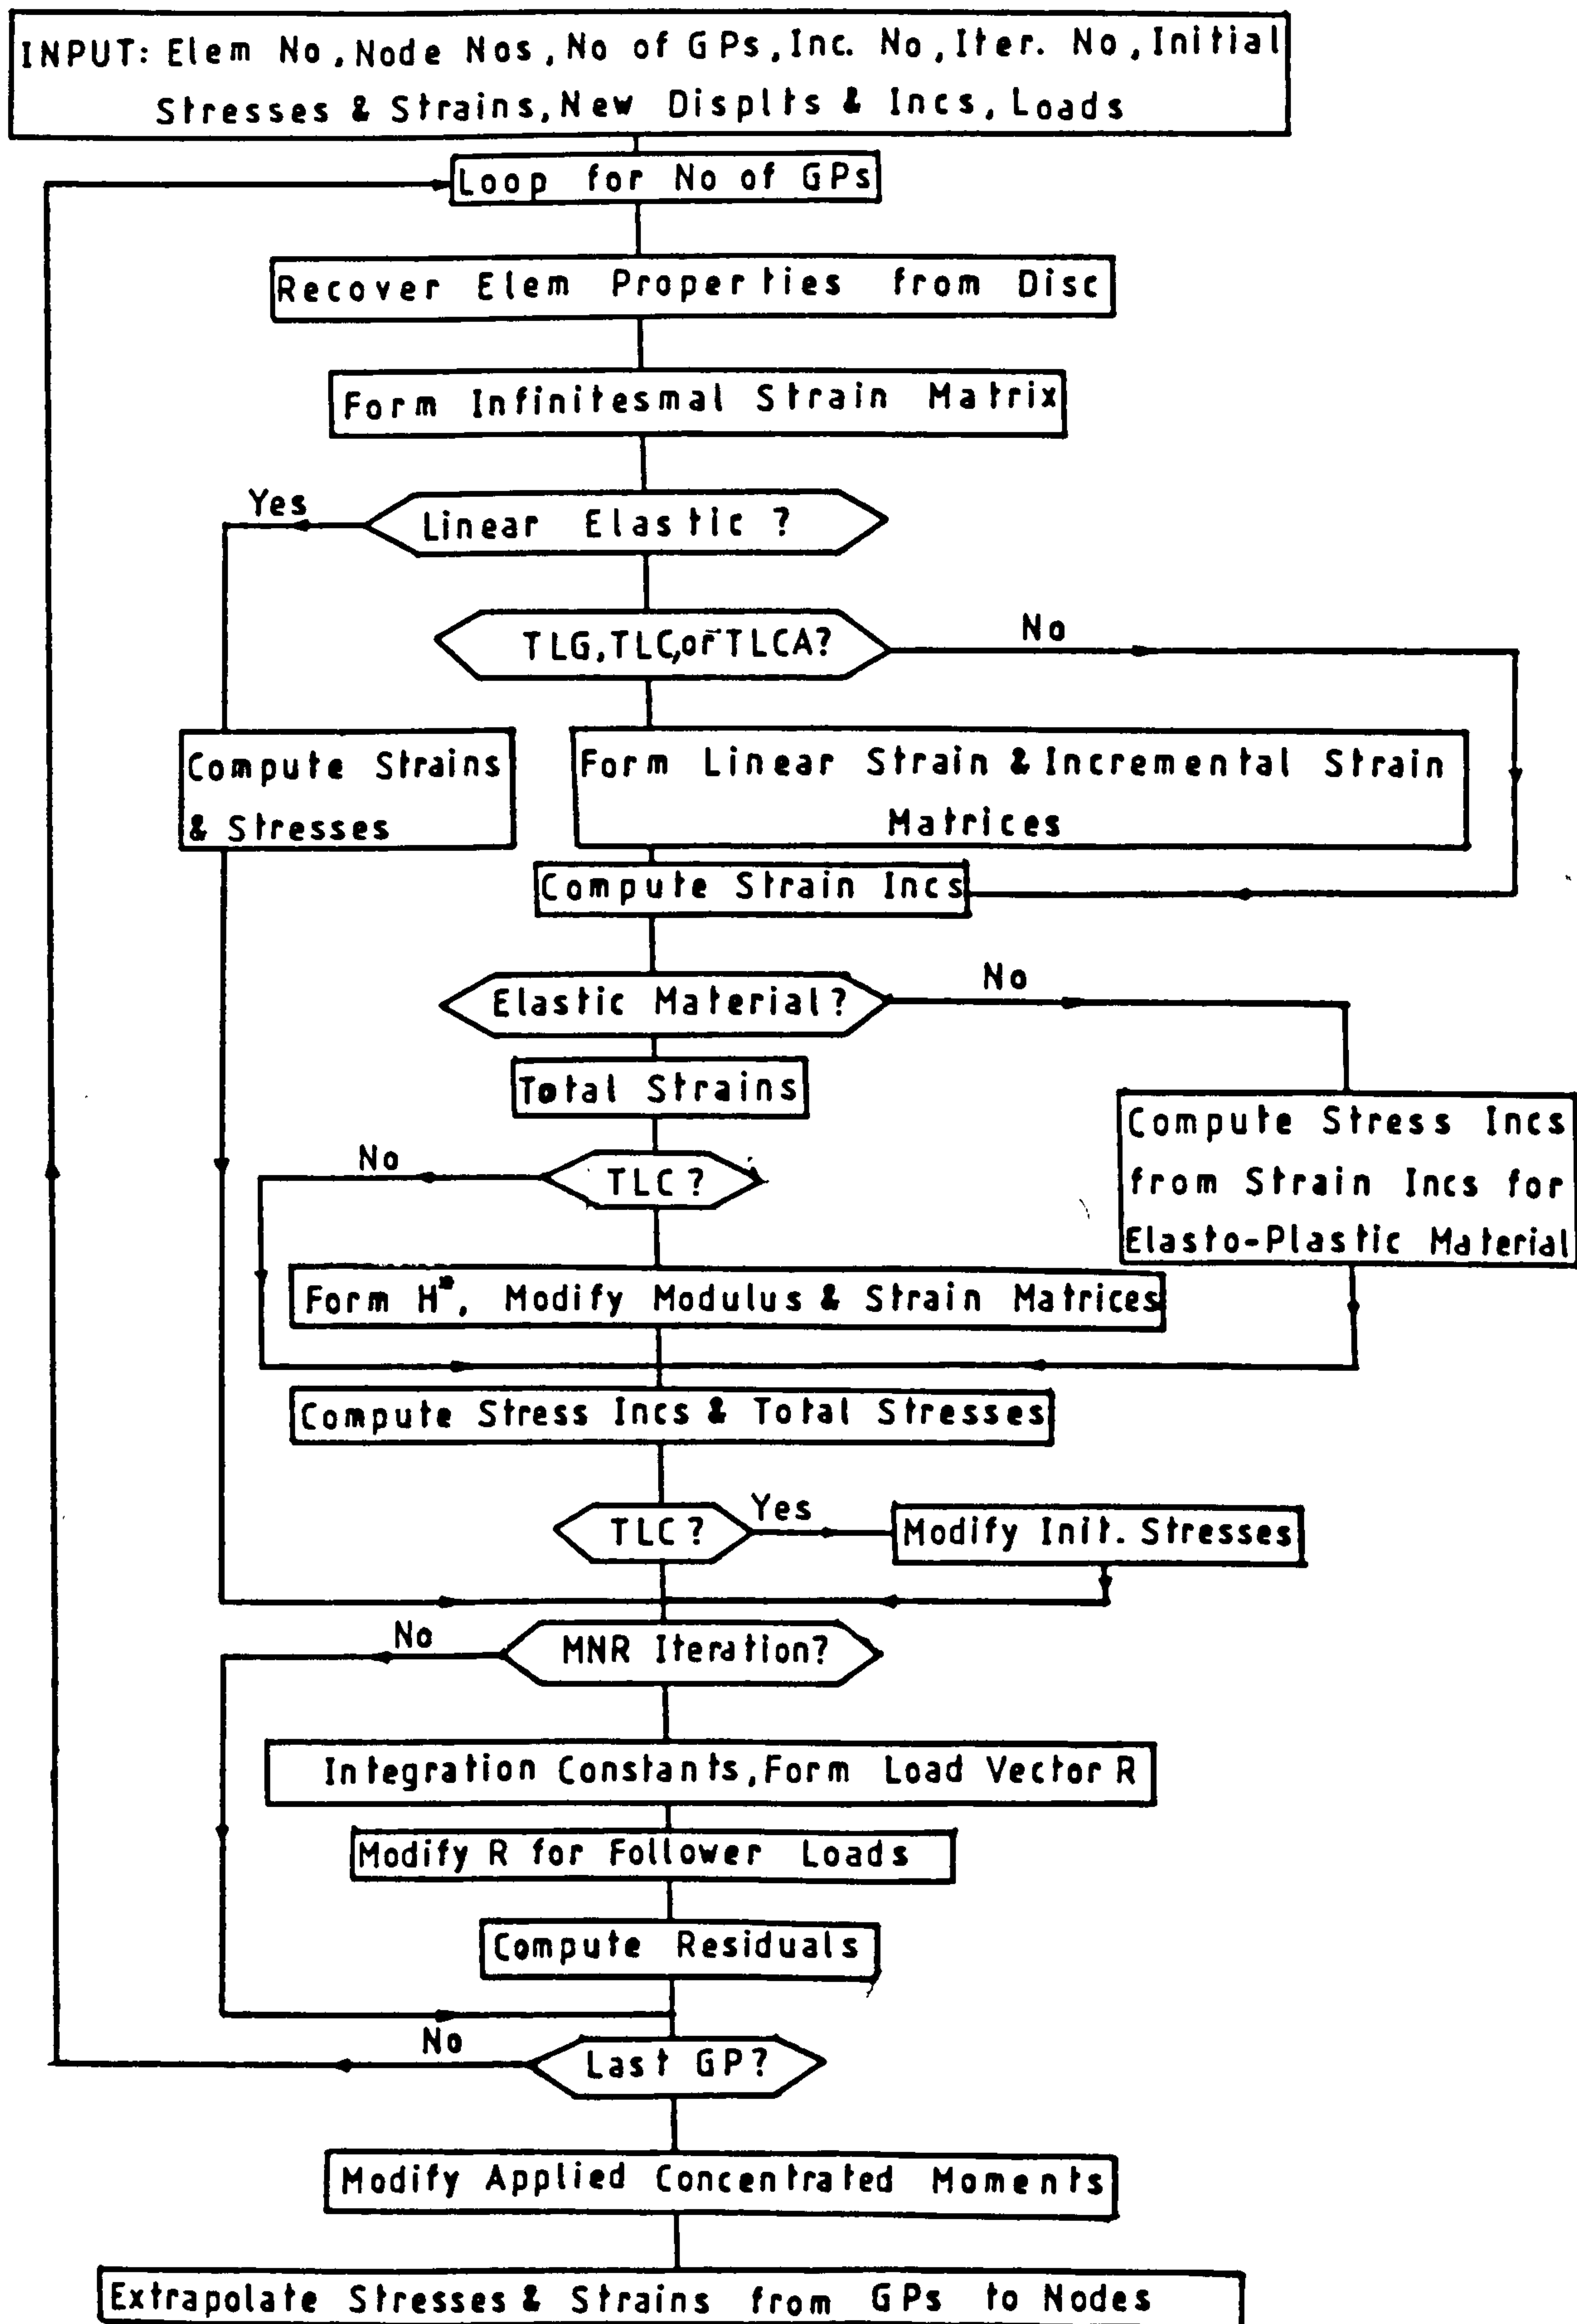 INPUT: Elem No, Node Nos, No of GPs, Inc. No, Iter. No, Initial
Stresses & Strains, New Displts & Incs, Loads
Loop for No of GPs
Recover Elem Properties from Disc
Form Infinitesmal Strain Matrix
Yes
Linear Elastic ?
TLG, TLC, or TLCA?
No
Compute Strains
& Stresses
Form Linear Strain & Incremental Strain
Matrices
Compute Strain Incs
Elastic Material?
No
Total Strains
Compute Stress Incs
from Strain Incs for
Elasto-Plastic Material
No
TLC?
Form H*, Modify Modulus & Strain Matrices
Compute Stress Incs & Total Stresses
TLC?
Yes
Modify Init. Stresses
No
MNR Iteration?
Integration Constants, Form Load Vector R
Modify R for Follower Loads
Compute Residuals
No
Last GP?
Modify Applied Concentrated Moments
Extrapolate Stresses & Strains from GPs to Nodes